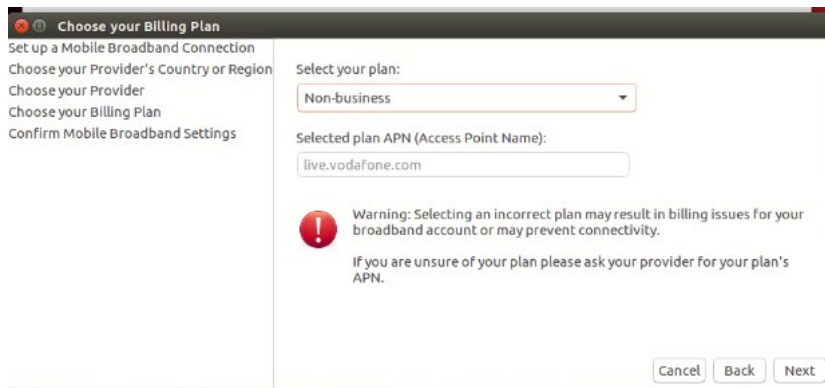 Choose your Billing Plan
Set up a Mobile Broadband Connection
Choose your Provider's Country or Region
Choose your Provider
Choose your Billing Plan
Confirm Mobile Broadband Settings
Select your plan:
Non-business
Selected plan APN (Access Point Name):
live.vodafone.com
Warning: Selecting an incorrect plan may result in billing issues for your
broadband account or may prevent connectivity.
If you are unsure of your plan please ask your provider for your plan's
APN.
Cancel
Back
Next